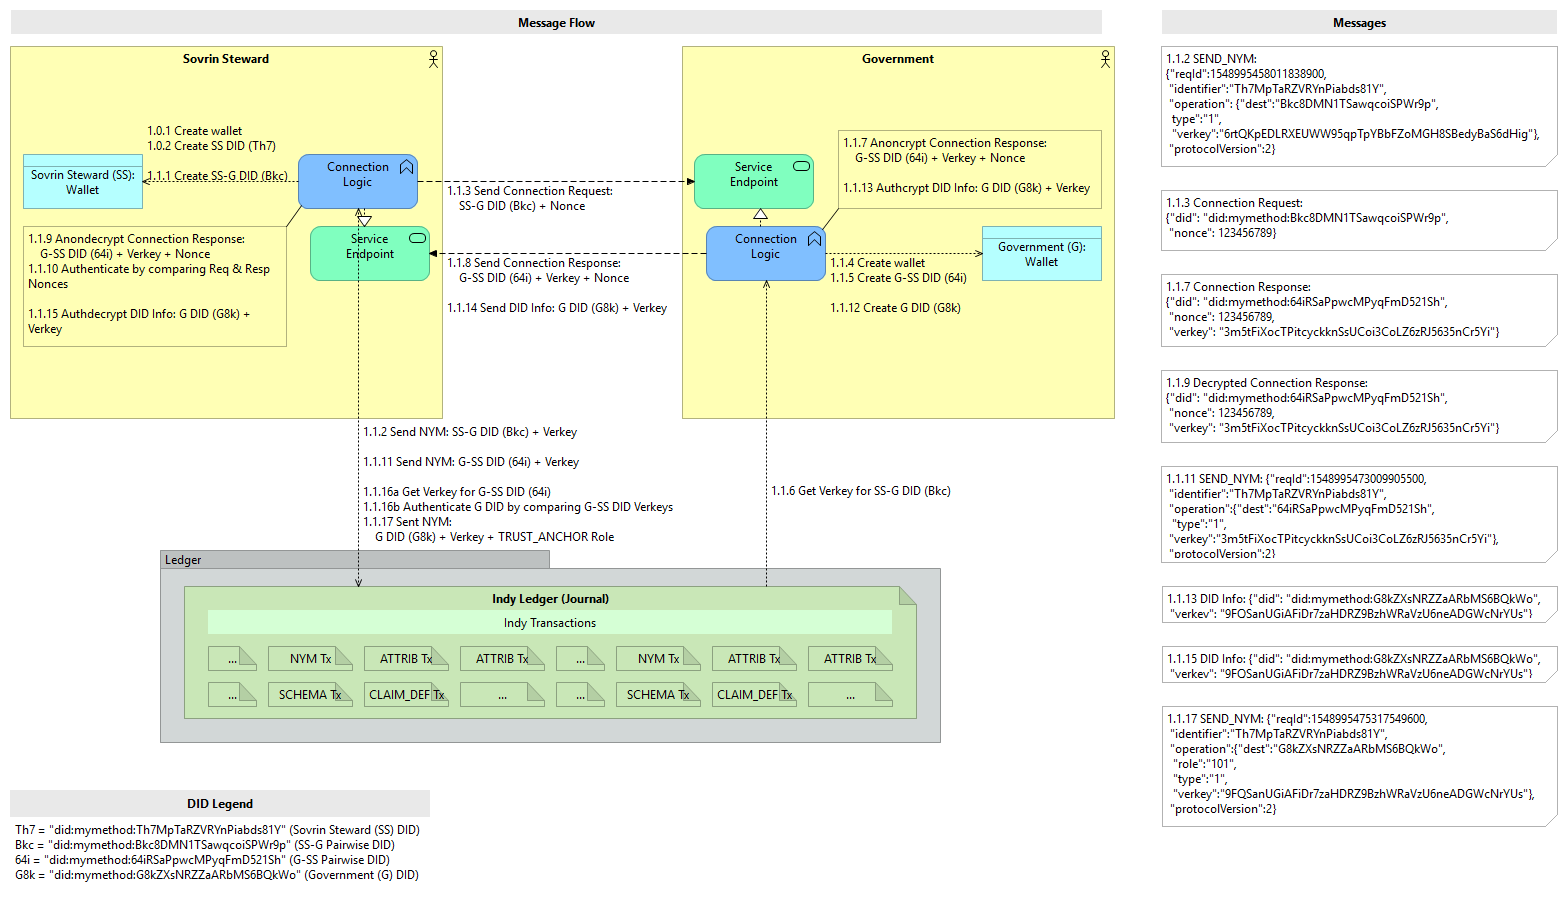 Message Flow
Sovrin Steward
1.0.1 Create wallet
1.0.2 Create SS DID (Th7)
1.1.1 Create SS-G DID (Bkc)
Sovrin Steward (SS):
Wallet
Connection
Logic
Service
Endpoint
1.1.9 Anondecrypt Connection Response:
G-SS DID (64i) + Verkey + Nonce
1.1.10 Authenticate by comparing Req & Resp
Nonces
1.1.15 Authdecrypt DID Info: G DID (G8k) +
Verkey
1.1.3 Send Connection Request:
SS-G DID (Bkc) + Nonce
1.1.8 Send Connection Response:
G-SS DID (64i) + Verkey + Nonce
1.1.14 Send DID Info: G DID (G8k) + Verkey
Government
1.1.7 Anoncrypt Connection Response:
G-SS DID (64i) + Verkey + Nonce
1.1.13 Authcrypt DID Info: G DID (G8k) + Verkey
Service
Endpoint
Connection
Logic
Government (G):
Wallet
1.1.4 Create wallet
1.1.5 Create G-SS DID (64i)
1.1.12 Create G DID (G8k)
1.1.2 Send NYM: SS-G DID (Bkc) + Verkey
1.1.11 Send NYM: G-SS DID (64i) + Verkey
1.1.16a Get Verkey for G-SS DID (64i)
1.1.16b Authenticate G DID by comparing G-SS DID Verkeys
1.1.17 Sent NYM:
G DID (G8k) + Verkey + TRUST_ANCHOR Role
1.1.6 Get Verkey for SS-G DID (Bkc)
Ledger
Indy Ledger (Journal)
Indy Transactions
... NYM Tx ATTRIB Tx ATTRIB Tx ... NYM Tx ATTRIB Tx ATTRIB Tx
... SCHEMA Tx CLAIM_DEF Tx ... ... SCHEMA Tx CLAIM_DEF Tx ...
DID Legend
Th7 = "did:mymethod:Th7MpTaRZVRYnPiabds81Y" (Sovrin Steward (SS) DID)
Bkc = "did:mymethod:Bkc8DMN1TSawqcoiSPWr9p" (SS-G Pairwise DID)
64i = "did:mymethod:64iRSaPpwcMPyqFmD521Sh" (G-SS Pairwise DID)
G8k = "did:mymethod:G8kZXsNRZZaARbMS6BQkWo" (Government (G) DID)
Messages
1.1.2 SEND_NYM:
{"reqId":1548995458011838900,
"identifier":"Th7MpTaRZVRYnPiabds81Y",
"operation": {"dest":"Bkc8DMN1TSawqcoiSPWr9p",
type":"1",
"verkey":"6rtQKpEDLRXEUWW95qpTpYBbFZoMGH8SBedyBaS6dHig"},
"protocolVersion":2}
1.1.3 Connection Request:
{"did": "did:mymethod:Bkc8DMN1TSawqcoiSPWr9p",
"nonce": 123456789}
1.1.7 Connection Response:
{"did": "did:mymethod:64iRSaPpwcMPyqFmD521Sh",
"nonce": 123456789,
"verkey": "3m5tFiXocTPitcyckknSsUCoi3CoLZ6zRJ5635nCr5Yi"}
1.1.9 Decrypted Connection Response:
{"did": "did:mymethod:64iRSaPpwcMPyqFmD521Sh",
"nonce": 123456789,
"verkey": "3m5tFiXocTPitcyckknSsUCoi3CoLZ6zRJ5635nCr5Yi"}
1.1.11 SEND_NYM: {"reqId":1548995473009905500,
"identifier":"Th7MpTaRZVRYnPiabds81Y",
"operation":{"dest":"64iRSaPpwcMPyqFmD521Sh",
"type":"1",
"verkey":"3m5tFiXocTPitcyckknSsUCoi3CoLZ6zRJ5635nCr5Yi"},
"protocolVersion":2}
1.1.13 DID Info: {"did": "did:mymethod:G8kZXsNRZZaARbMS6BQkWo",
"verkey": "9FQSanUGiAFiDr7zaHDRZ9BzhWRaVzU6neADGWcNrYUs"}
1.1.15 DID Info: {"did": "did:mymethod:G8kZXsNRZZaARbMS6BQkWo",
"verkey": "9FQSanUGiAFiDr7zaHDRZ9BzhWRaVzU6neADGWcNrYUs"}
1.1.17 SEND_NYM: {"reqId":1548995475317549600,
"identifier":"Th7MpTaRZVRYnPiabds81Y",
"operation":{"dest":"G8kZXsNRZZaARbMS6BQkWo",
"role":"101",
"type":"1",
"verkey":"9FQSanUGiAFiDr7zaHDRZ9BzhWRaVzU6neADGWcNrYUs"},
"protocolVersion":2}